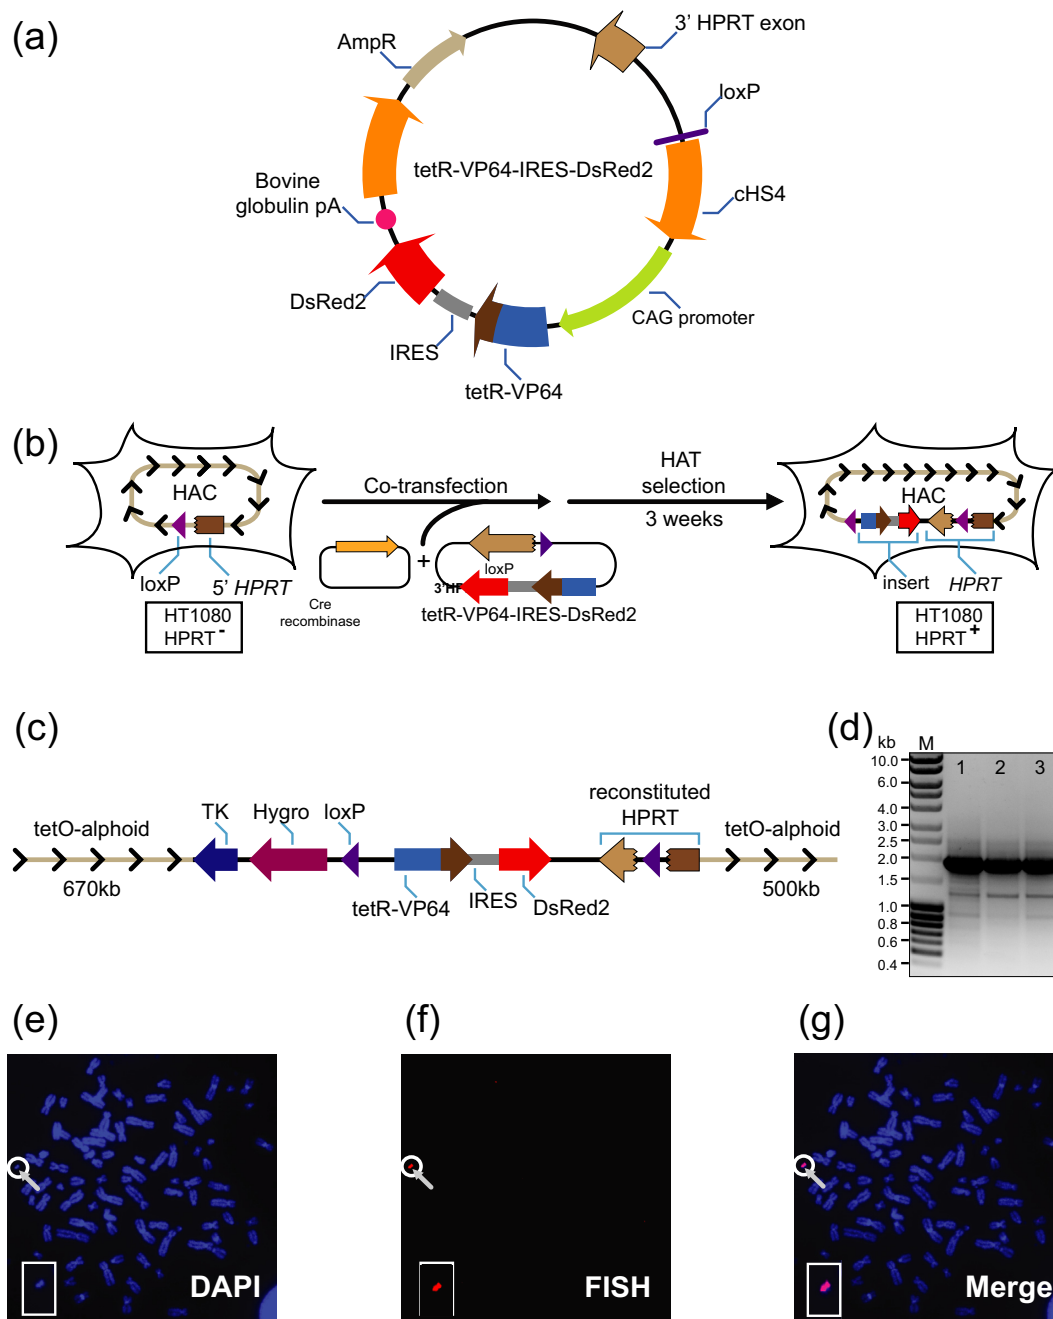 (a)
AmpR
3’ HPRT exon
loxP
tetR-VP64-IRES-DsRed2
Bovine
globulin pA
cHS4
DsRed2
CAG promoter
IRES
tetR-VP64
(b)
HAC
loxP
5’ HPRT
HT1080
HPRT -
Co-transfection
+
Cre
recombinase
loxP
3'HP
tetR-VP64-IRES-DsRed2
HAT
selection
3 weeks
HAC
insert
HPRT
HT1080
HPRT +
(c)
tetO-alphoid
670kb
TK
Hygro
loxP
tetR-VP64
IRES
DsRed2
reconstituted
HPRT
tetO-alphoid
500kb
(d)
kb
M
1 2 3
10.0
6.0
4.0
3.0
2.5
2.0
1.5
1.0
0.8
0.6
0.4
(e)
DAPI
(f)
FISH
(g)
Merge